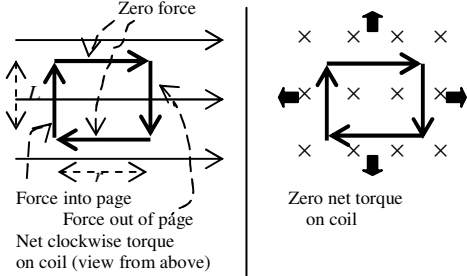 Zero force
L
r
Force into page
Force out of page
Net clockwise torque
on coil (view from above)
Zero net torque
on coil